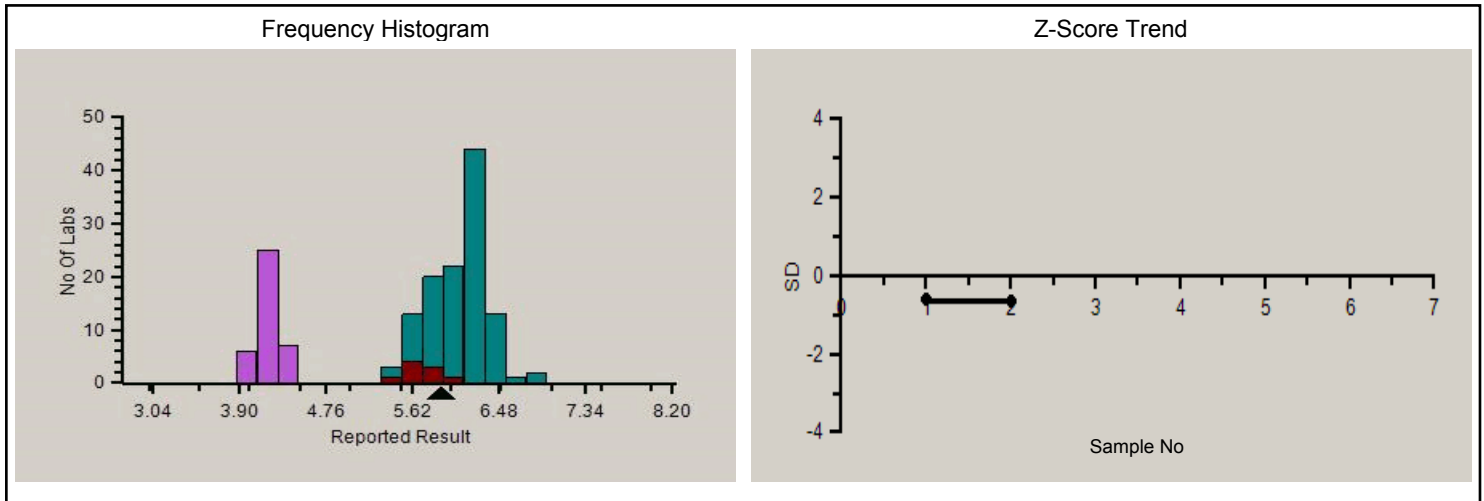 Frequency Histogram
50
40
30
20
10
0
No Of Labs
3.04 3.90 4.76 5.62 6.48 7.34 8.20
Reported Result
Z-Score Trend
4
2
0
-2
-4
SD
0 1 2 3 4 5 6 7
Sample No